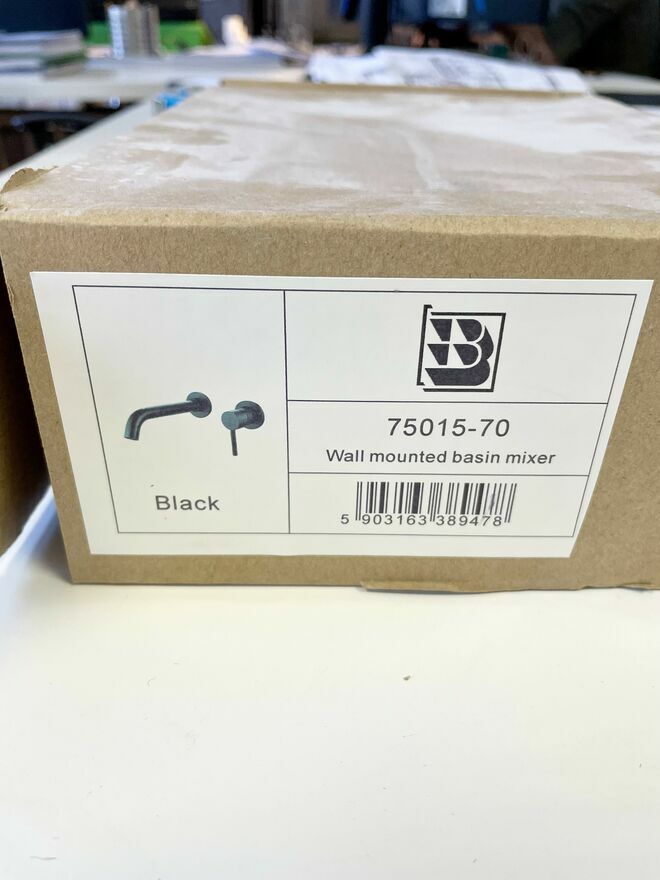 B
75015-70
Wall mounted basin mixer
Black
5 903163 389478